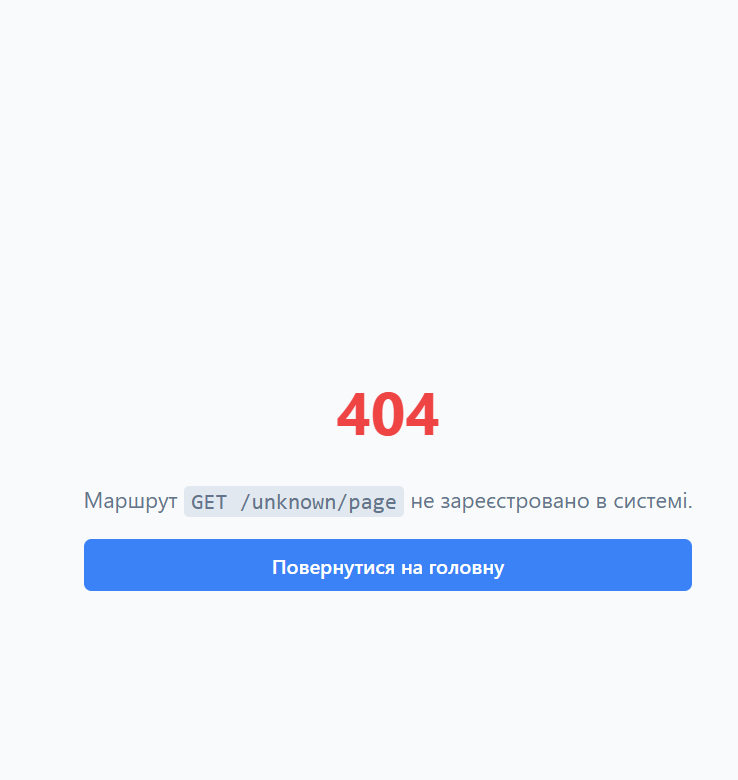 404
Маршрут GET /unknown/page не зареєстровано в системі.
Повернутися на головну